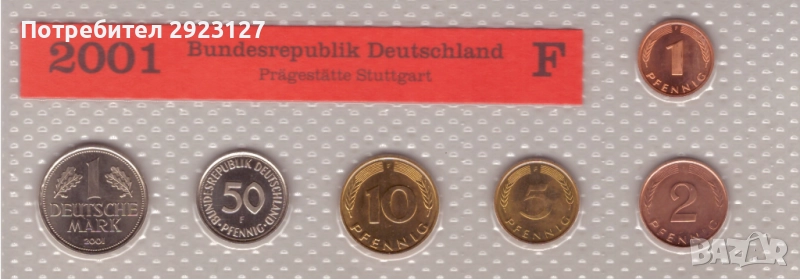 Потребител 2923127
2001 Bundesrepublik Deutschland F
Prägestätte Stuttgart
F
1
PFENNIG
1
DEUTSCHE
MARK
2001
BUNDESREPUBLIK DEUTSCHLAND
50
F
PFENNIG
F
10
PFENNIG
F
5
PFENNIG
F
2
PFENNIG
BAZAR